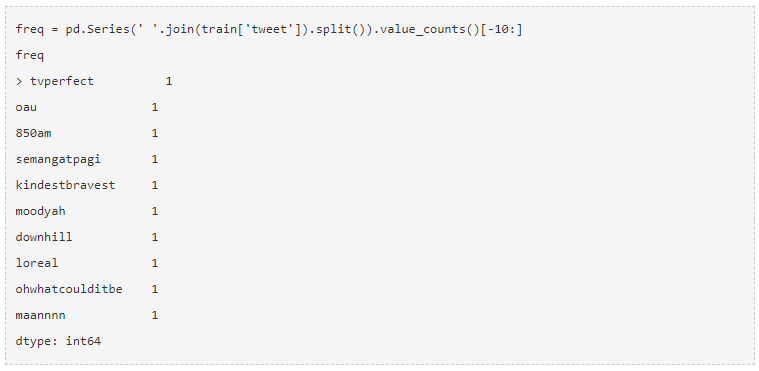 freq = pd.Series(' '.join(train['tweet']).split()).value_counts()[-10:]
freq
> tvperfect 1
oau 1
850am 1
semangatpagi 1
kindestbravest 1
moodyah 1
downhill 1
loreal 1
ohwhatcoulditbe 1
maannnn 1
dtype: int64